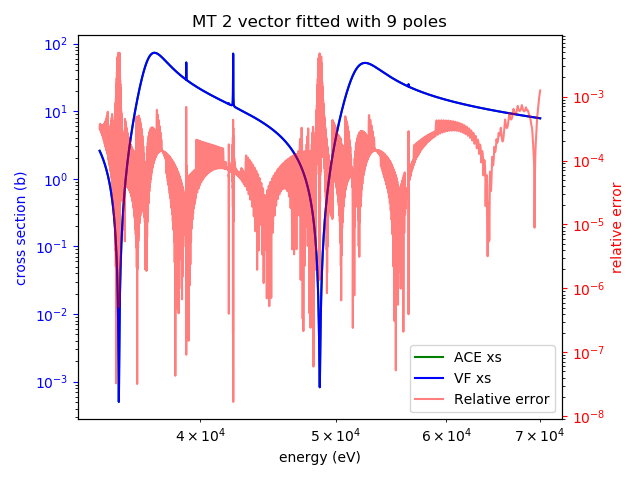 MT 2 vector fitted with 9 poles
cross section (b)
10²
10¹
10⁰
10⁻¹
10⁻²
10⁻³
relative error
10⁻³
10⁻⁴
10⁻⁵
10⁻⁶
10⁻⁷
10⁻⁸
ACE xs
VF xs
Relative error
4 × 10⁴ 5 × 10⁴ 6 × 10⁴ 7 × 10⁴
energy (eV)